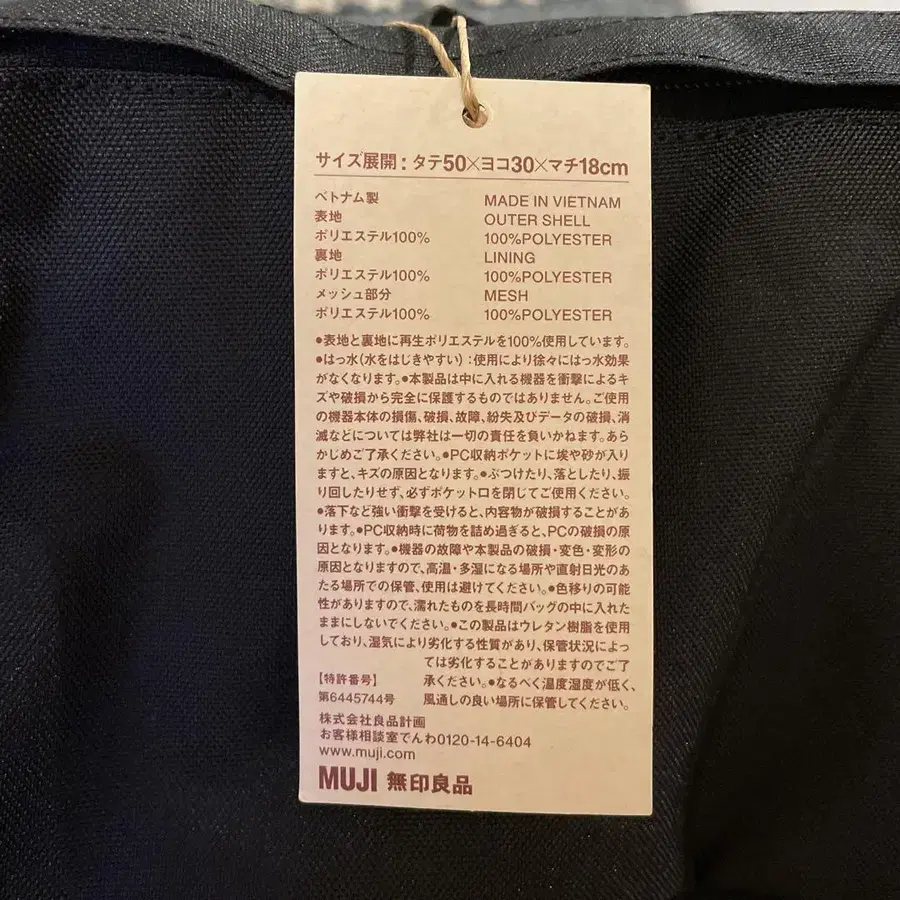 サイズ展開：タテ50×ヨコ30×マチ18cm
ベトナム製 MADE IN VIETNAM
表地 OUTER SHELL
ポリエステル100% 100%POLYESTER
裏地 LINING
ポリエステル100% 100%POLYESTER
メッシュ部分 MESH
ポリエステル100% 100%POLYESTER
●表地と裏地に再生ポリエステルを100%使用しています。
●はっ水(水をはじきやすい)：使用により徐々にはっ水効果
がなくなります。●本製品は中に入れる機器を衝撃によるキ
ズや破損から完全に保護するものではありません。ご使用
の機器本体の損傷、破損、故障、紛失及びデータの破損、消
滅などについては弊社は一切の責任を負いかねます。あら
かじめご了承ください。●PC収納ポケットに埃や砂が入り
ますと、キズの原因となります。●ぶつけたり、落としたり、振
り回したりせず、必ずポケット口を閉じてご使用ください。
●落下など強い衝撃を受けると、内容物が破損することがあ
ります。●PC収納時に荷物を詰め過ぎると、PCの破損の原
因となります。●機器の故障や本製品の破損・変色・変形の
原因となりますので、高温・多湿になる場所や直射日光のあ
たる場所での保管、使用は避けてください。●色移りの可能
性がありますので、濡れたものを長時間バッグの中に入れた
ままにしないでください。●この製品はウレタン樹脂を使用
しており、湿気により劣化する性質があり、保管状況によっ
ては劣化することがありますのでご了
【特許番号】 承ください。●なるべく温度湿度が低く、
第6445744号 風通しの良い場所に保管してください。
株式会社良品計画
お客様相談室でんわ0120-14-6404
www.muji.com
MUJI 無印良品